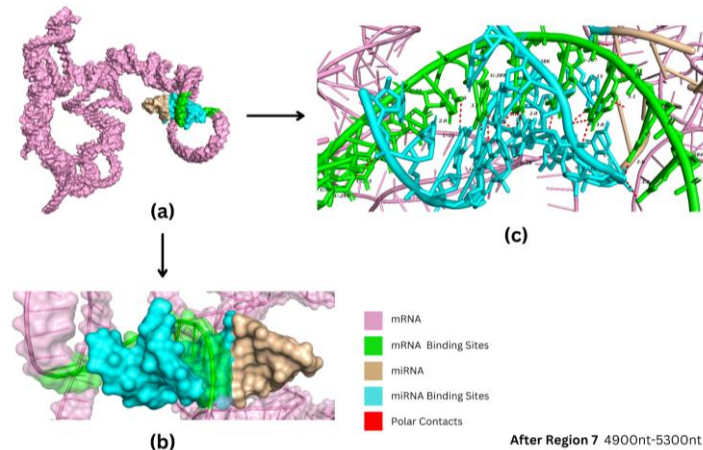 (a)
(c)
(b)
mRNA
mRNA Binding Sites
miRNA
miRNA Binding Sites
Polar Contacts
After Region 7 4900nt-5300nt